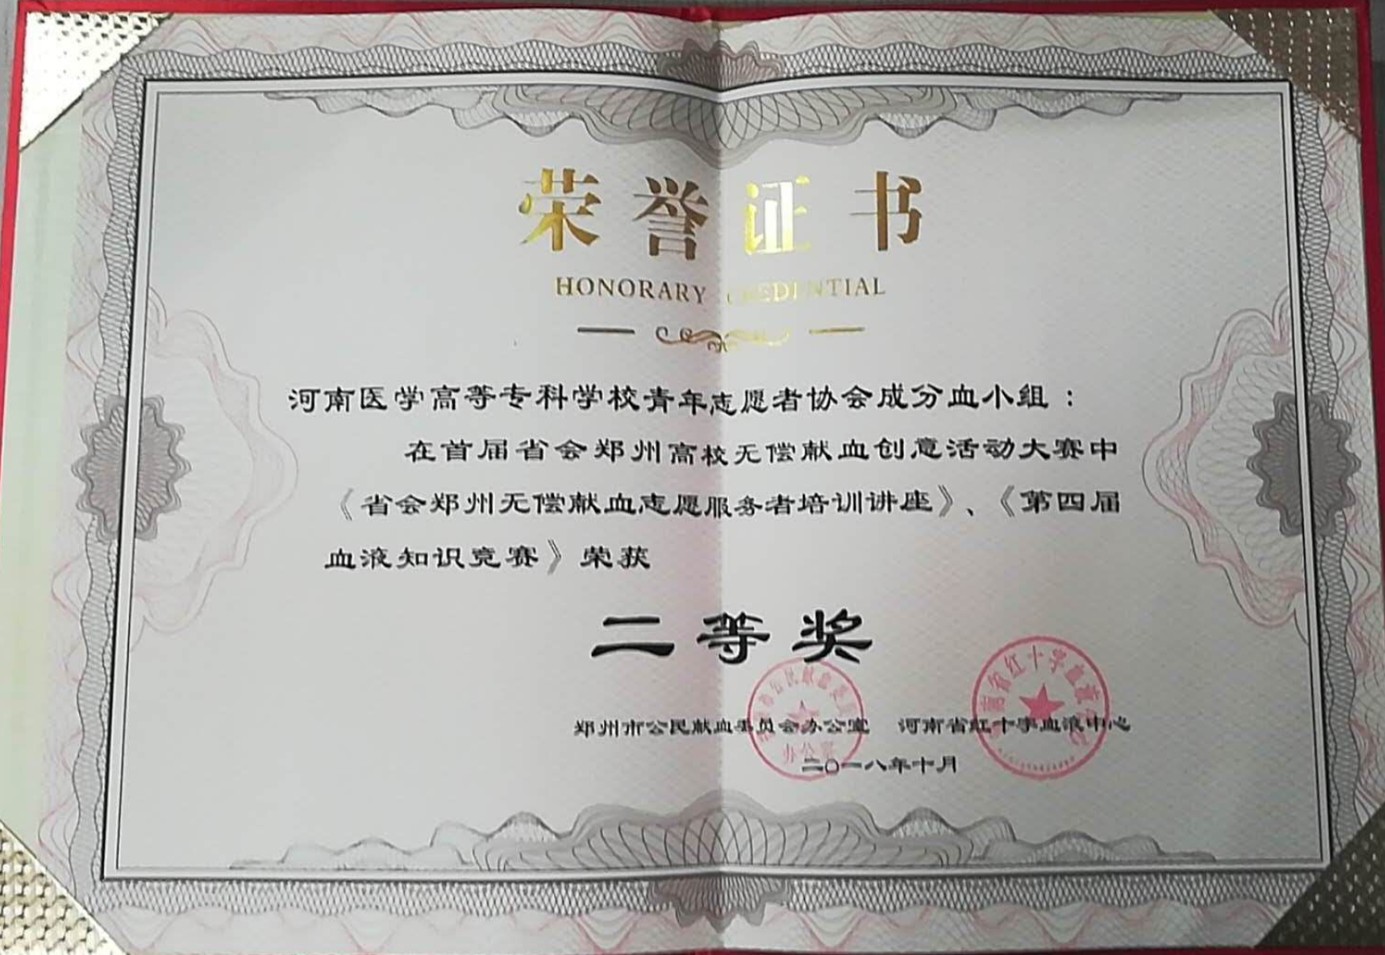 荣誉证书
HONORARY CREDENTIAL
河南医学高等专科学校青年志愿者协会成分血小组：
在首届省会郑州高校无偿献血创意活动大赛中
《省会郑州无偿献血志愿服务者培训讲座》、《第四届
血液知识竞赛》荣获
二等奖
郑州市公民献血委员会办公室 河南省红十字血液中心
二〇一八年十月
办公室